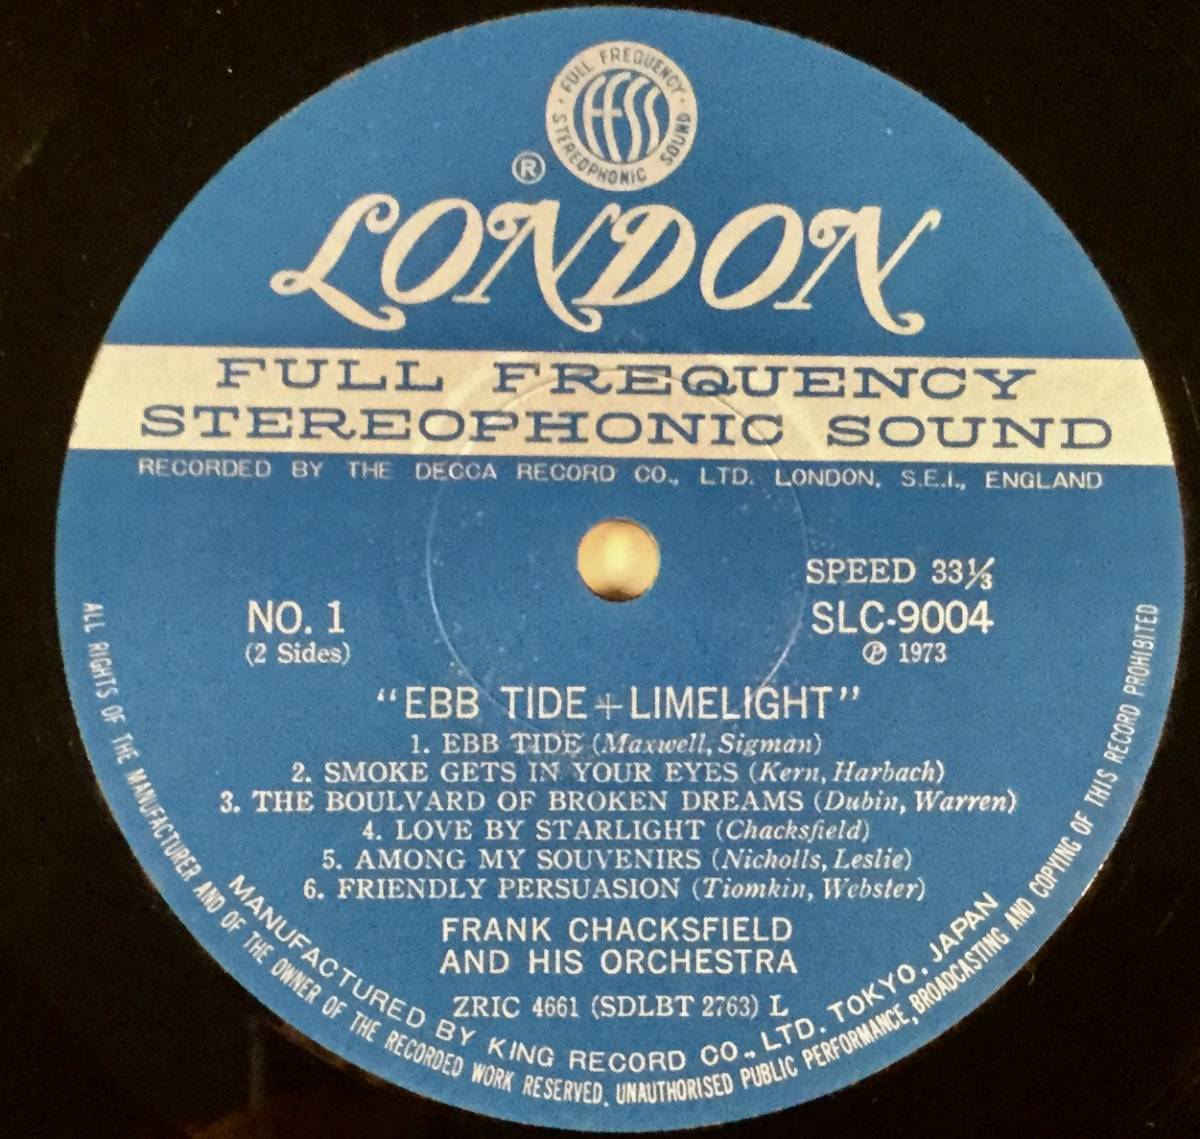 FULL FREQUENCY
STEREOPHONIC SOUND
FFSS
®
LONDON
FULL FREQUENCY
STEREOPHONIC SOUND
RECORDED BY THE DECCA RECORD CO., LTD. LONDON, S.E.I., ENGLAND
SPEED 33⅓
NO. 1
SLC-9004
(2 Sides)
℗ 1973
"EBB TIDE+LIMELIGHT"
1. EBB TIDE (Maxwell, Sigman)
2. SMOKE GETS IN YOUR EYES (Kern, Harbach)
3. THE BOULVARD OF BROKEN DREAMS (Dubin, Warren)
4. LOVE BY STARLIGHT (Chacksfield)
5. AMONG MY SOUVENIRS (Nicholls, Leslie)
6. FRIENDLY PERSUASION (Tiomkin, Webster)
FRANK CHACKSFIELD
AND HIS ORCHESTRA
ZRIC 4661 (SDLBT 2763) L
MANUFACTURED BY KING RECORD CO., LTD. TOKYO. JAPAN
ALL RIGHTS OF THE MANUFACTURER AND OF THE OWNER OF THE RECORDED WORK RESERVED. UNAUTHORISED PUBLIC PERFORMANCE, BROADCASTING AND COPYING OF THIS RECORD PROHIBITED